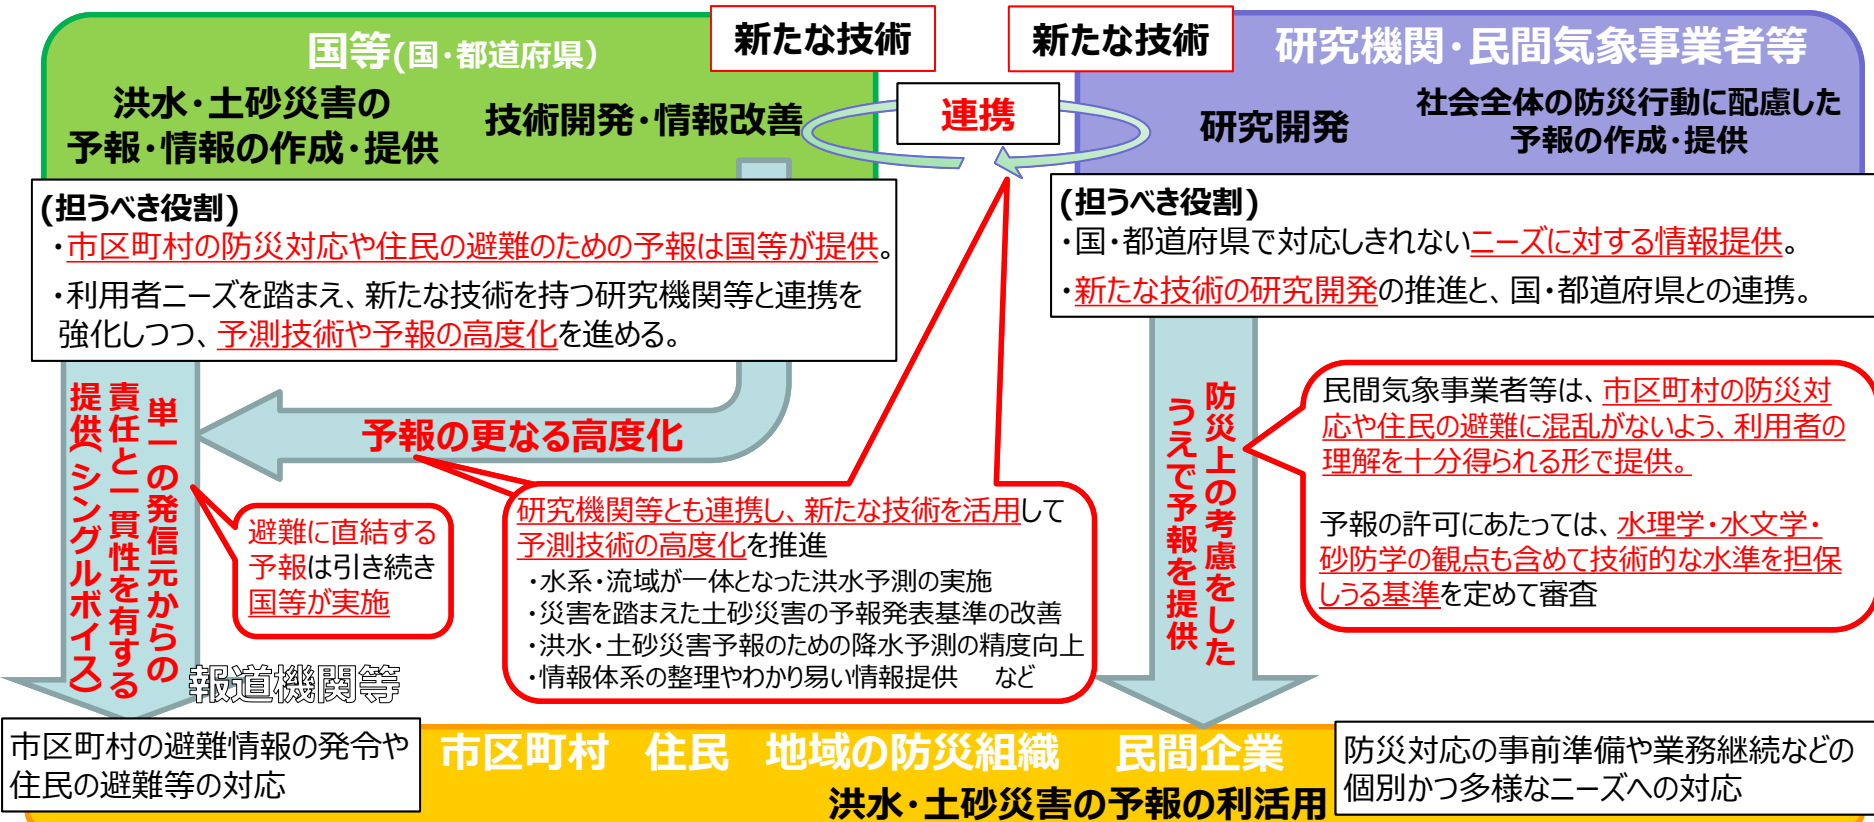 国等(国・都道府県)
新たな技術
洪水・土砂災害の
予報・情報の作成・提供
技術開発・情報改善
連携
新たな技術
研究機関・民間気象事業者等
研究開発
社会全体の防災行動に配慮した
予報の作成・提供
(担うべき役割)
・市区町村の防災対応や住民の避難のための予報は国等が提供。
・利用者ニーズを踏まえ、新たな技術を持つ研究機関等と連携を
強化しつつ、予測技術や予報の高度化を進める。
(担うべき役割)
・国・都道府県で対応しきれないニーズに対する情報提供。
・新たな技術の研究開発の推進と、国・都道府県との連携。
単一の発信元からの
責任と一貫性を有する
提供(シングルボイス)
予報の更なる高度化
避難に直結する
予報は引き続き
国等が実施
研究機関等とも連携し、新たな技術を活用して
予測技術の高度化を推進
・水系・流域が一体となった洪水予測の実施
・災害を踏まえた土砂災害の予報発表基準の改善
・洪水・土砂災害予報のための降水予測の精度向上
・情報体系の整理やわかり易い情報提供 など
防災上の考慮をした
うえで予報を提供
民間気象事業者等は、市区町村の防災対
応や住民の避難に混乱がないよう、利用者の
理解を十分得られる形で提供。
予報の許可にあたっては、水理学・水文学・
砂防学の観点も含めて技術的な水準を担保
しうる基準を定めて審査
報道機関等
市区町村の避難情報の発令や
住民の避難等の対応
市区町村 住民 地域の防災組織 民間企業
洪水・土砂災害の予報の利活用
防災対応の事前準備や業務継続などの
個別かつ多様なニーズへの対応